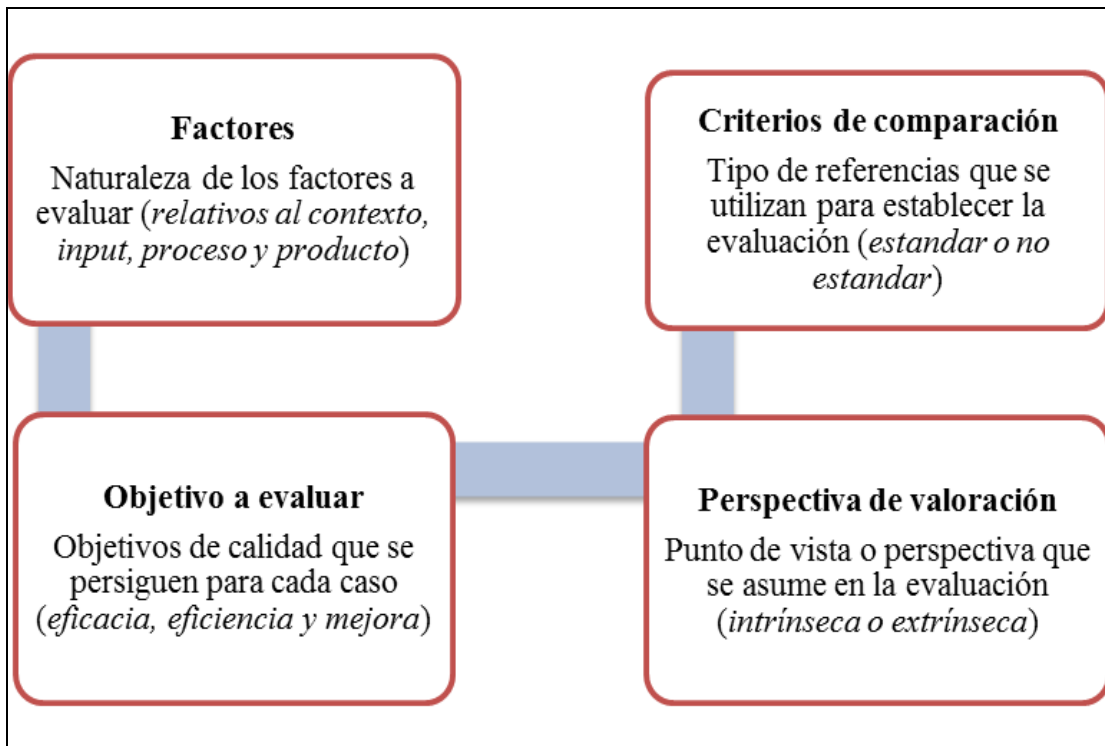 Factores
Naturaleza de los factores a
evaluar (relativos al contexto,
input, proceso y producto)
Objetivo a evaluar
Objetivos de calidad que se
persiguen para cada caso
(eficacia, eficiencia y mejora)
Perspectiva de valoración
Punto de vista o perspectiva que
se asume en la evaluación
(intrínseca o extrínseca)
Criterios de comparación
Tipo de referencias que se
utilizan para establecer la
evaluación (estandar o no
estandar)